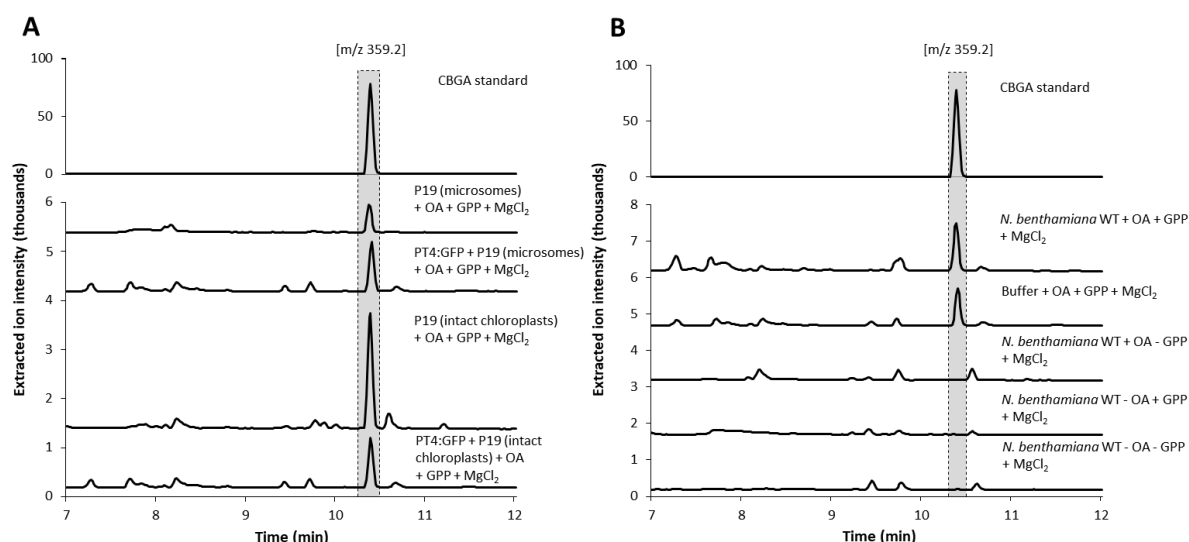 A
[m/z 359.2]
CBGA standard
100
50
0
P19 (microsomes)
+ OA + GPP + MgCl₂
PT4:GFP + P19 (microsomes)
+ OA + GPP + MgCl₂
P19 (intact chloroplasts)
+ OA + GPP + MgCl₂
PT4:GFP + P19 (intact
chloroplasts) + OA
+ GPP + MgCl₂
6
5
4
3
2
1
0
Extracted ion intensity (thousands)
7 8 9 10 11 12
Time (min)
B
[m/z 359.2]
CBGA standard
100
50
0
N. benthamiana WT + OA + GPP
+ MgCl₂
Buffer + OA + GPP + MgCl₂
N. benthamiana WT + OA - GPP
+ MgCl₂
N. benthamiana WT - OA + GPP
+ MgCl₂
N. benthamiana WT - OA - GPP
+ MgCl₂
8
7
6
5
4
3
2
1
0
Extracted ion intensity (thousands)
7 8 9 10 11 12
Time (min)